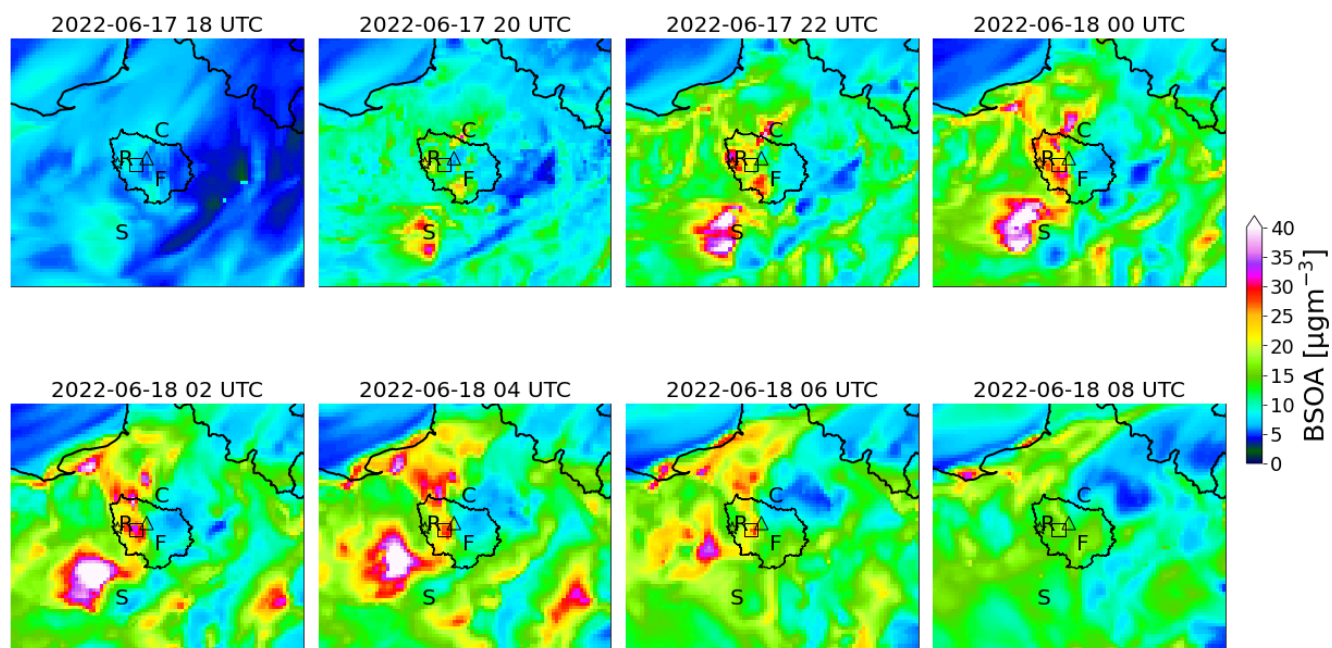 2022-06-17 18 UTC
2022-06-17 20 UTC
2022-06-17 22 UTC
2022-06-18 00 UTC
C
R
F
S
C
R
F
S
C
R
F
S
C
R
F
S
40
35
30
25
20
15
10
5
0
BSOA [µgm⁻³]
2022-06-18 02 UTC
2022-06-18 04 UTC
2022-06-18 06 UTC
2022-06-18 08 UTC
C
R
F
S
C
R
F
S
C
R
F
S
C
R
F
S